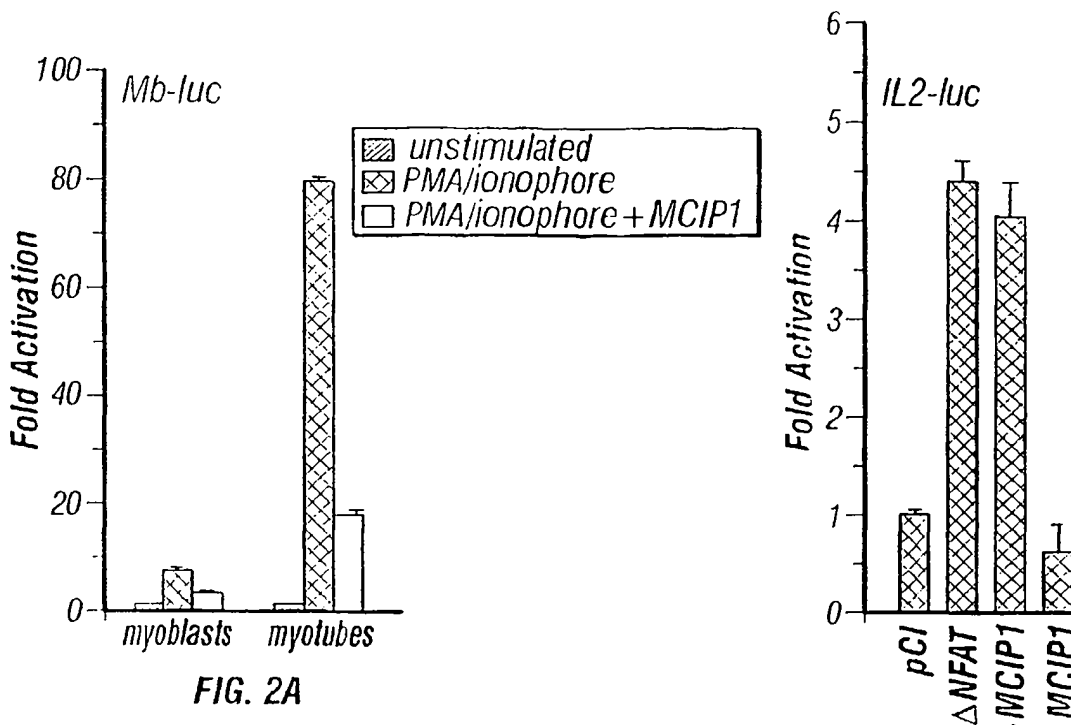 Mb-luc
100
80
60
40
20
0
Fold Activation
unstimulated
PMA/ionophore
PMA/ionophore + MCIP1
myoblasts
myotubes
FIG. 2A
IL2-luc
6
5
4
3
2
1
0
Fold Activation
pCI
△NFAT
MCIP1
MCIP1